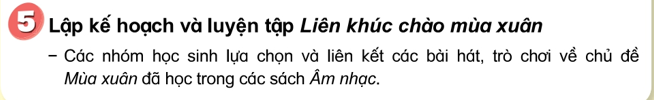 5 Lập kế hoạch và luyện tập Liên khúc chào mùa xuân
– Các nhóm học sinh lựa chọn và liên kết các bài hát, trò chơi về chủ đề
Mùa xuân đã học trong các sách Âm nhạc.